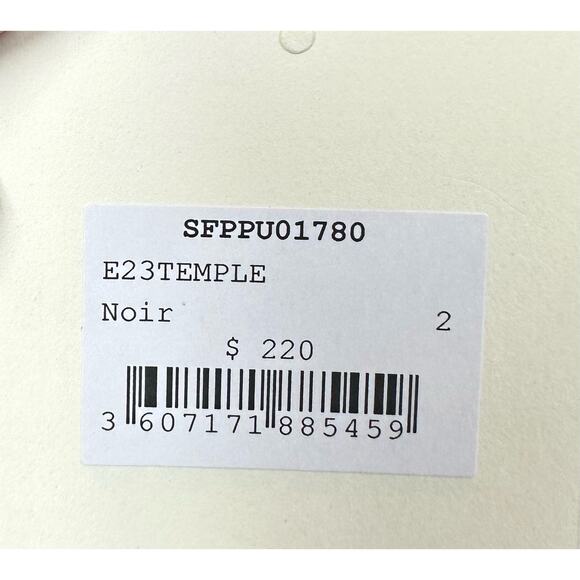 SFPPU01780
E23TEMPLE
Noir 2
$ 220
3 607171 885459